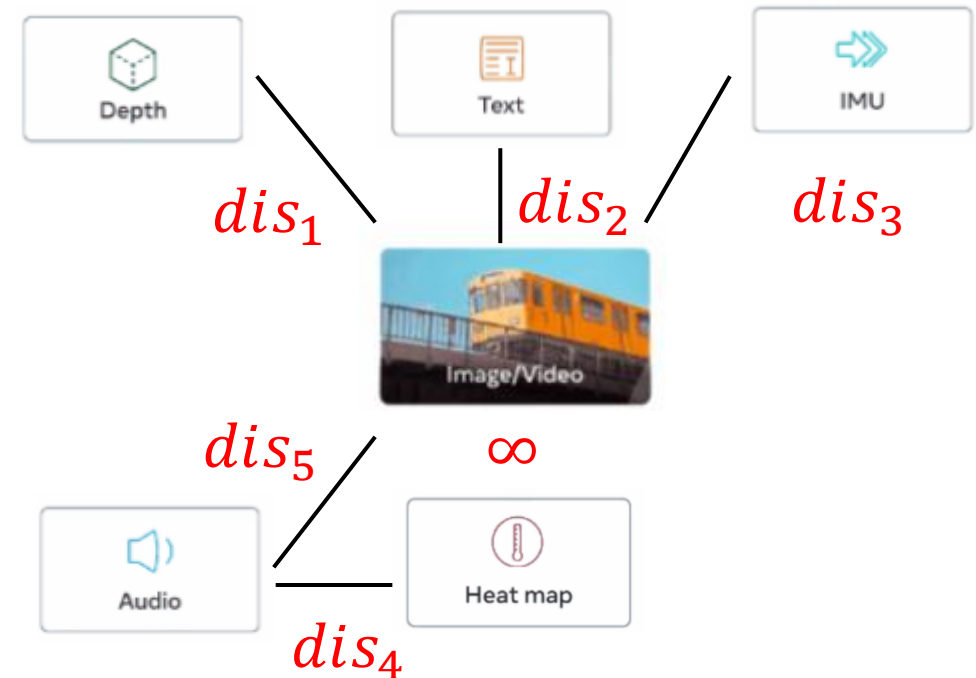 Depth
Text
IMU
dis₁
dis₂
dis₃
Image/Video
dis₅
∞
Audio
Heat map
dis₄